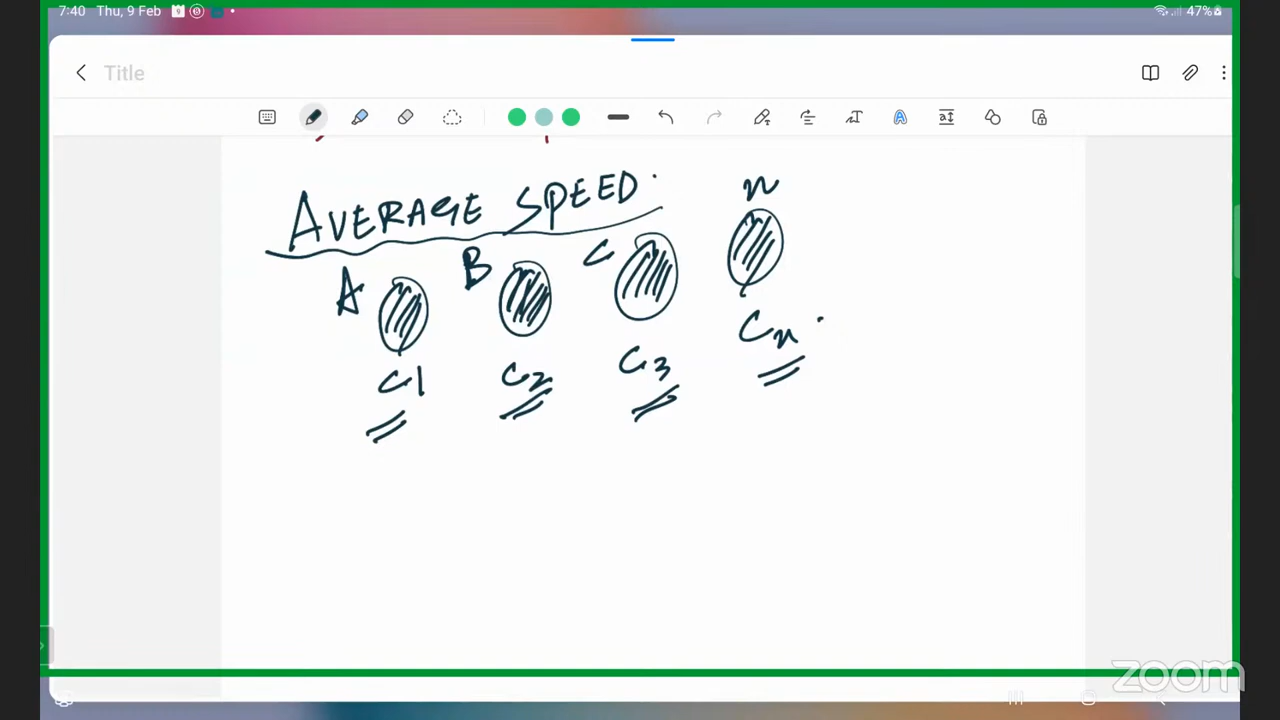 7:40 Thu, 9 Feb
47%
Title
AVERAGE SPEED.
A B C n
C1 C2 C3 Cn .
zoom